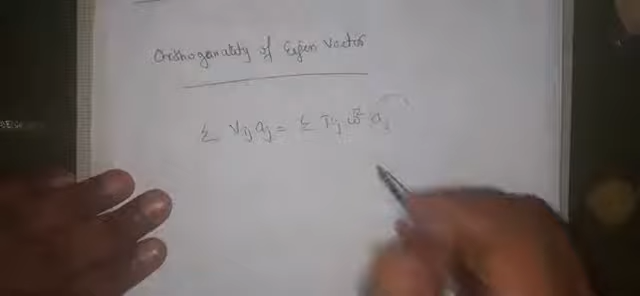 Orthogonality of Eigen Vector
Σ Vij aj = Σ Tij ω² aj